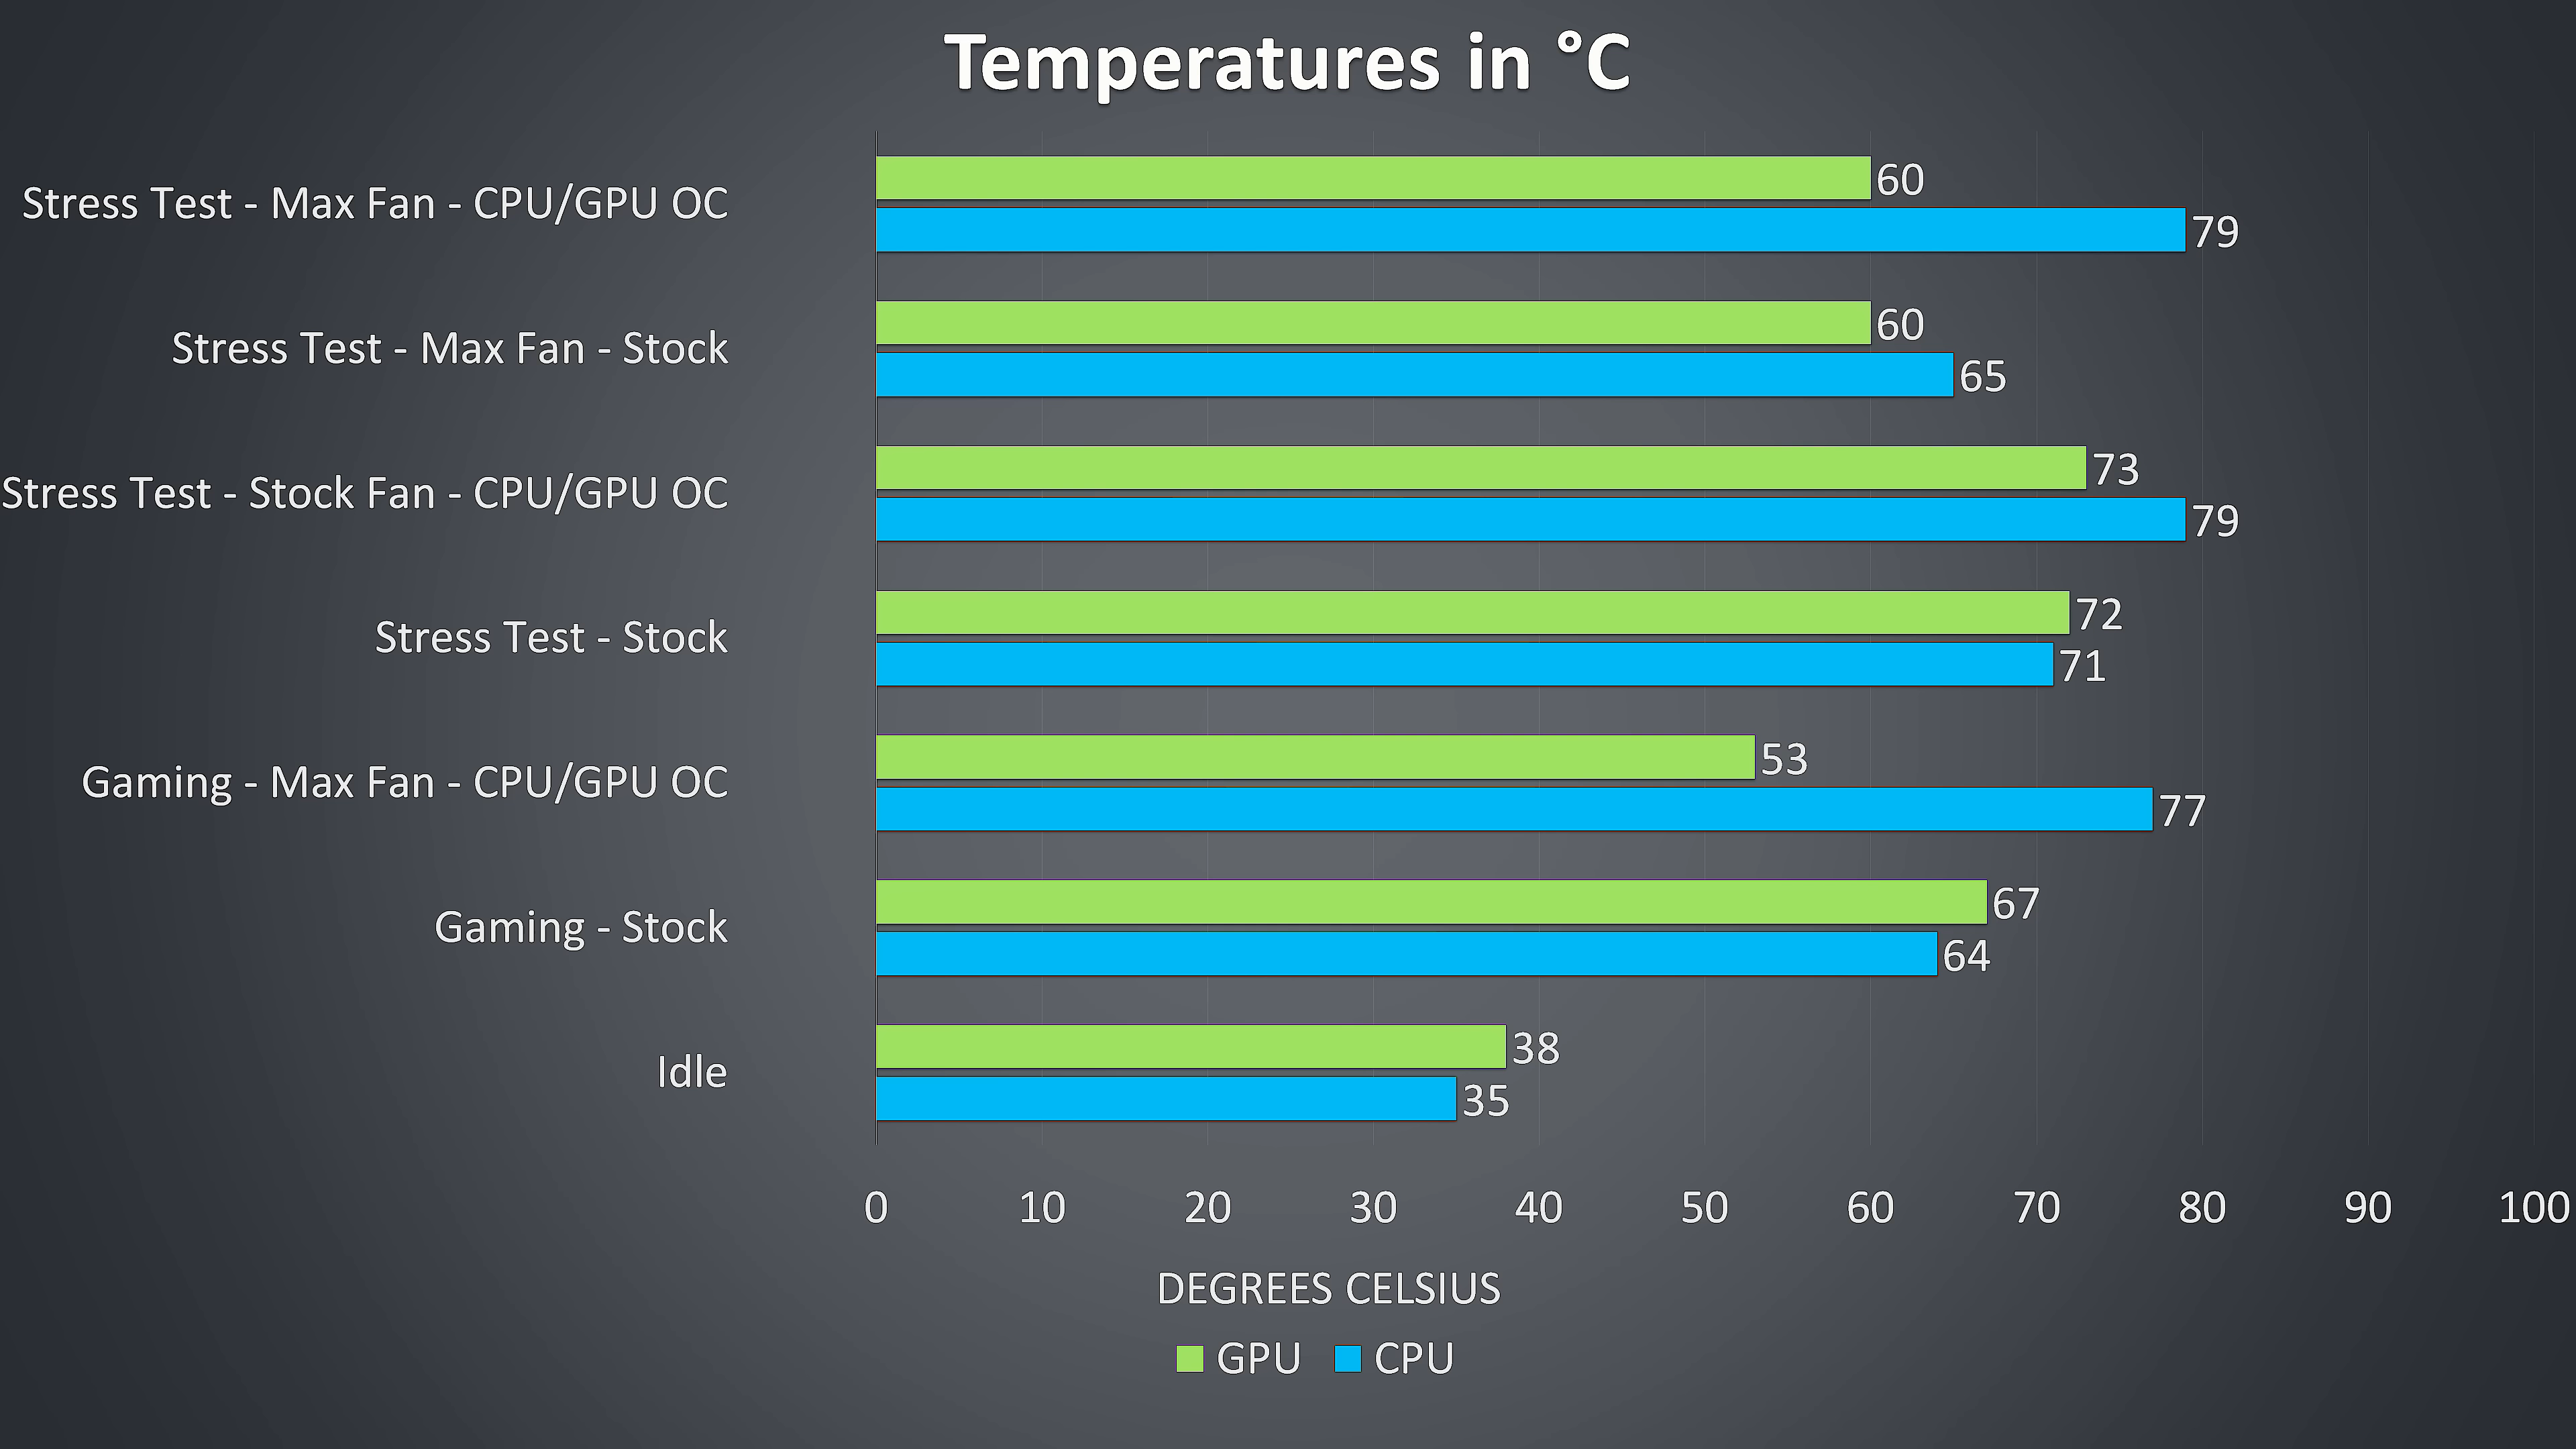 Temperatures in °C
Stress Test - Max Fan - CPU/GPU OC
60
79
Stress Test - Max Fan - Stock
60
65
Stress Test - Stock Fan - CPU/GPU OC
73
79
Stress Test - Stock
72
71
Gaming - Max Fan - CPU/GPU OC
53
77
Gaming - Stock
67
64
Idle
38
35
0 10 20 30 40 50 60 70 80 90 100
DEGREES CELSIUS
GPU CPU